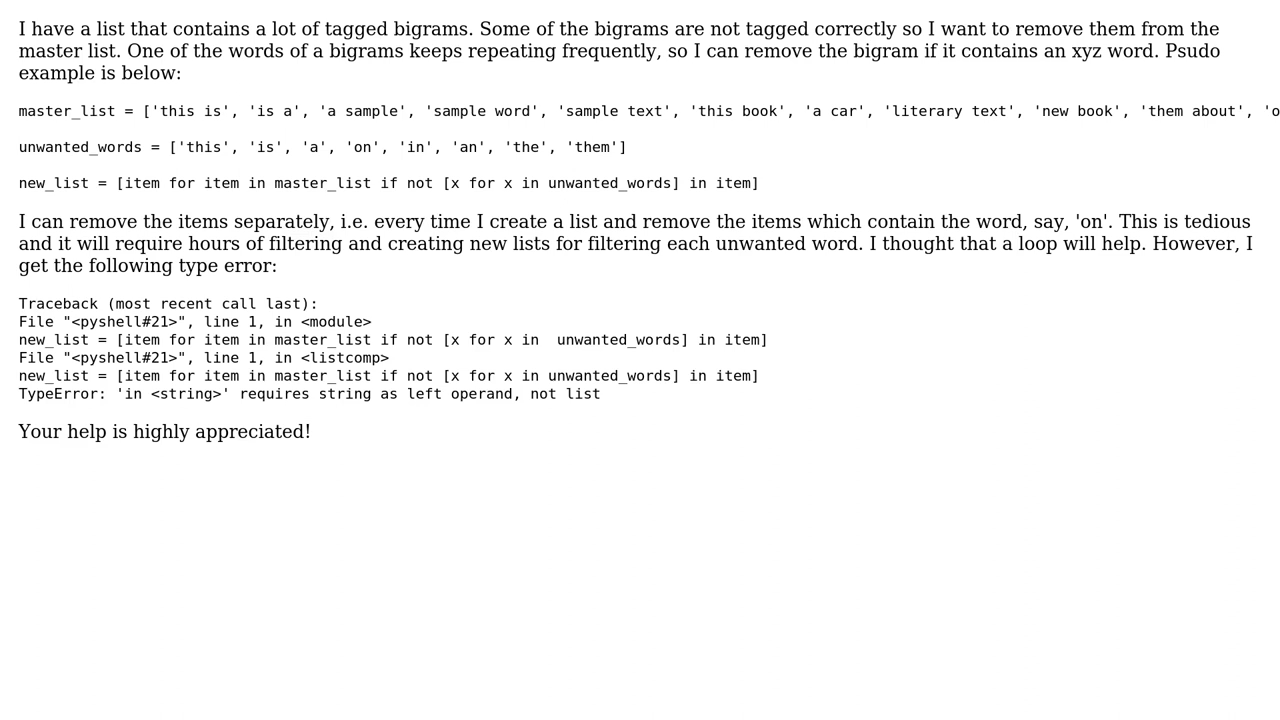 I have a list that contains a lot of tagged bigrams. Some of the bigrams are not tagged correctly so I want to remove them from the
master list. One of the words of a bigrams keeps repeating frequently, so I can remove the bigram if it contains an xyz word. Psudo
example is below:
master_list = ['this is', 'is a', 'a sample', 'sample word', 'sample text', 'this book', 'a car', 'literary text', 'new book', 'them about', 'o
unwanted_words = ['this', 'is', 'a', 'on', 'in', 'an', 'the', 'them']
new_list = [item for item in master_list if not [x for x in unwanted_words] in item]
I can remove the items separately, i.e. every time I create a list and remove the items which contain the word, say, 'on'. This is tedious
and it will require hours of filtering and creating new lists for filtering each unwanted word. I thought that a loop will help. However, I
get the following type error:
Traceback (most recent call last):
File "<pyshell#21>", line 1, in <module>
new_list = [item for item in master_list if not [x for x in  unwanted_words] in item]
File "<pyshell#21>", line 1, in <listcomp>
new_list = [item for item in master_list if not [x for x in unwanted_words] in item]
TypeError: 'in <string>' requires string as left operand, not list
Your help is highly appreciated!